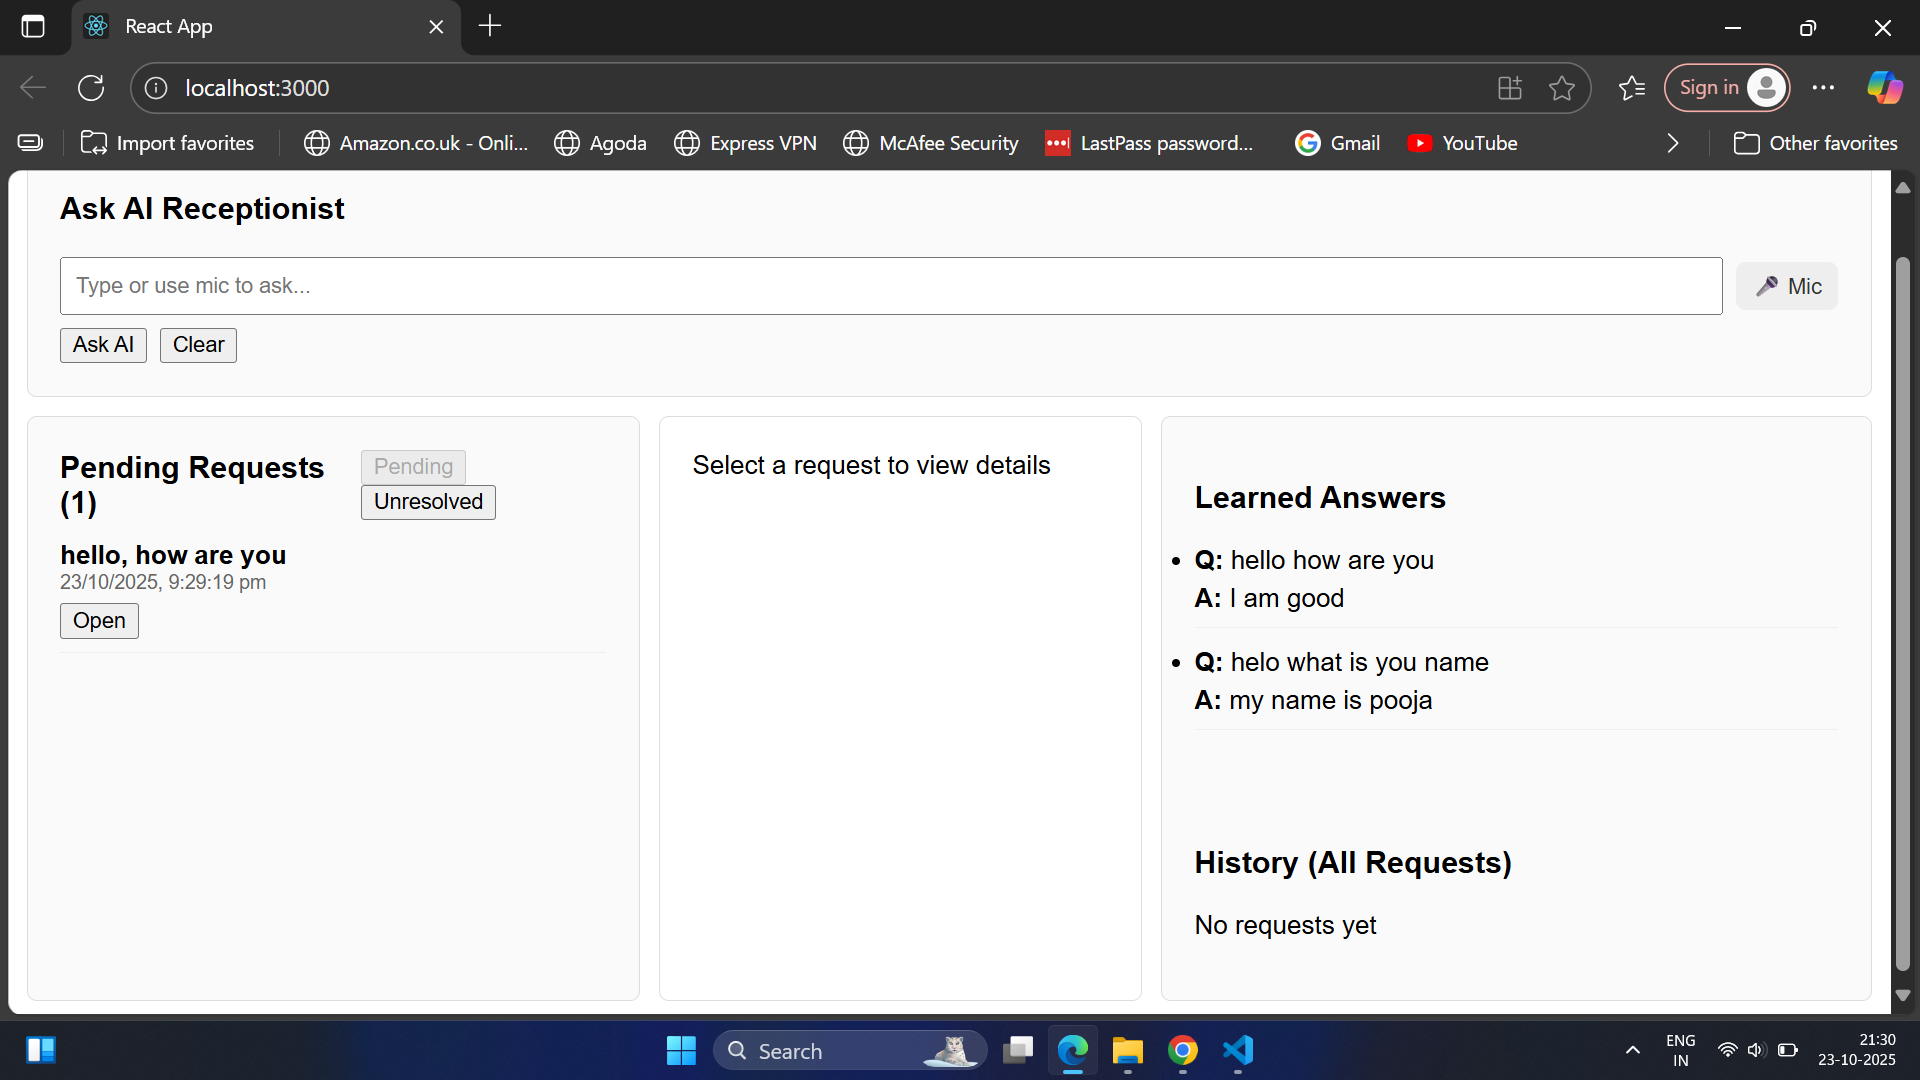 React App
localhost:3000
Sign in
Import favorites
Amazon.co.uk - Onli...
Agoda
Express VPN
McAfee Security
LastPass password...
Gmail
YouTube
Other favorites
Ask AI Receptionist
Type or use mic to ask...
Mic
Ask AI
Clear
Pending Requests
(1)
Pending
Unresolved
hello, how are you
23/10/2025, 9:29:19 pm
Open
Select a request to view details
Learned Answers
Q: hello how are you
A: I am good
Q: helo what is you name
A: my name is pooja
History (All Requests)
No requests yet
Search
ENG
IN
21:30
23-10-2025